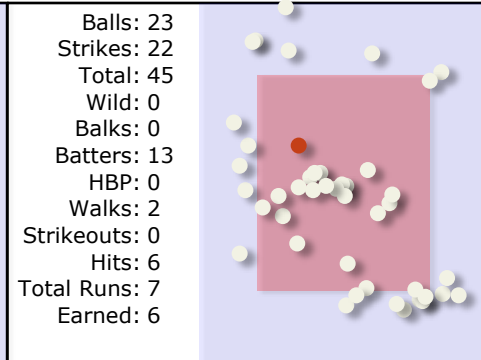 Balls: 23
Strikes: 22
Total: 45
Wild: 0
Balks: 0
Batters: 13
HBP: 0
Walks: 2
Strikeouts: 0
Hits: 6
Total Runs: 7
Earned: 6